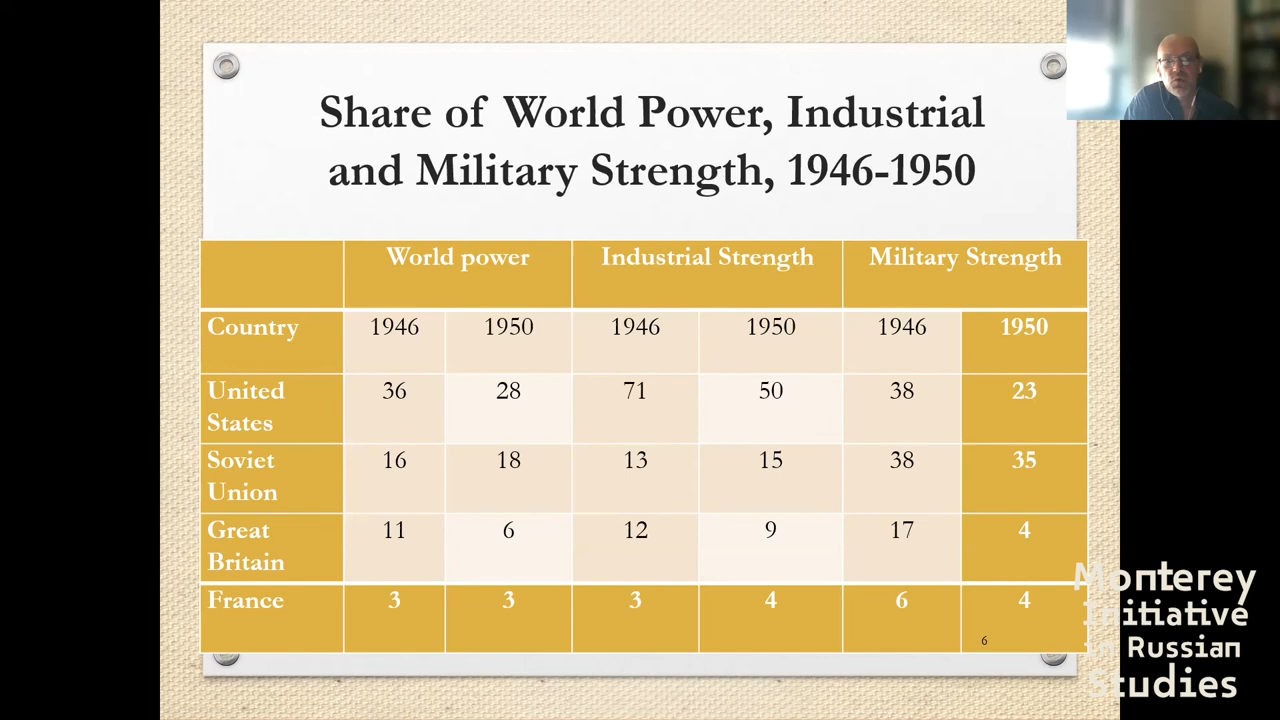 Share of World Power, Industrial
and Military Strength, 1946-1950
World power Industrial Strength Military Strength
Country 1946 1950 1946 1950 1946 1950
United States 36 28 71 50 38 23
Soviet Union 16 18 13 15 38 35
Great Britain 11 6 12 9 17 4
France 3 3 3 4 6 4
6
Monterey
Initiative
in Russian
Studies